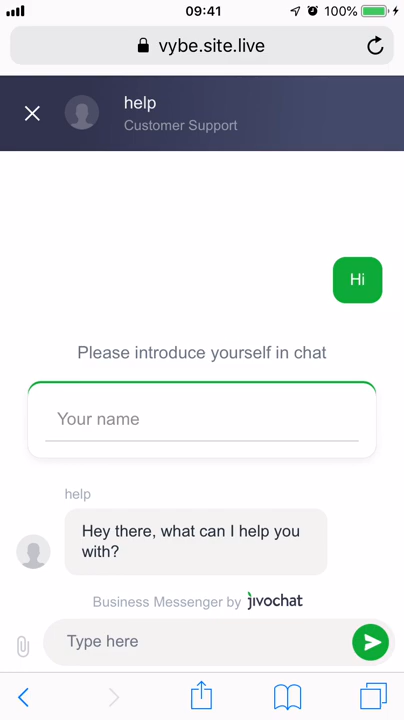 09:41
100%
vybe.site.live
help
Customer Support
Hi
Please introduce yourself in chat
Your name
help
Hey there, what can I help you
with?
Business Messenger by jivochat
Type here